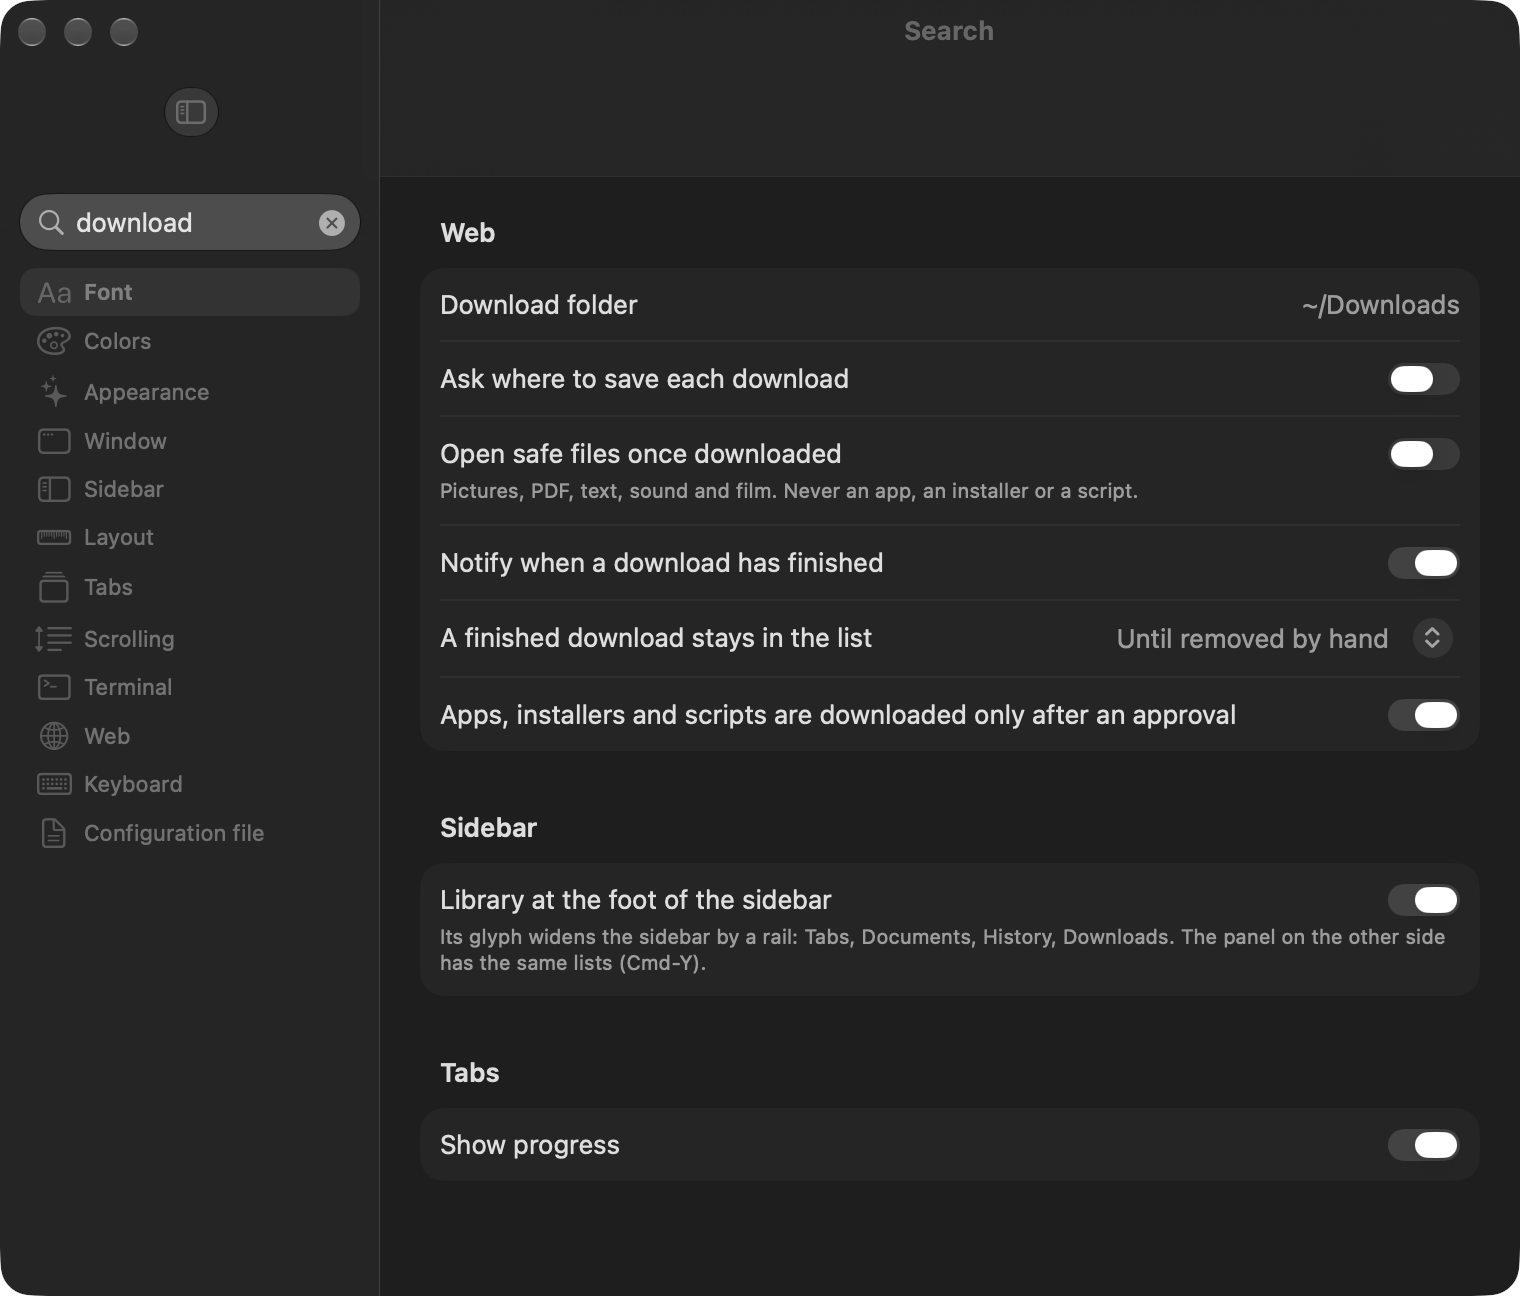 Search
download
Aa Font
Colors
Appearance
Window
Sidebar
Layout
Tabs
Scrolling
Terminal
Web
Keyboard
Configuration file
Web
Download folder ~/Downloads
Ask where to save each download
Open safe files once downloaded
Pictures, PDF, text, sound and film. Never an app, an installer or a script.
Notify when a download has finished
A finished download stays in the list Until removed by hand
Apps, installers and scripts are downloaded only after an approval
Sidebar
Library at the foot of the sidebar
Its glyph widens the sidebar by a rail: Tabs, Documents, History, Downloads. The panel on the other side
has the same lists (Cmd-Y).
Tabs
Show progress